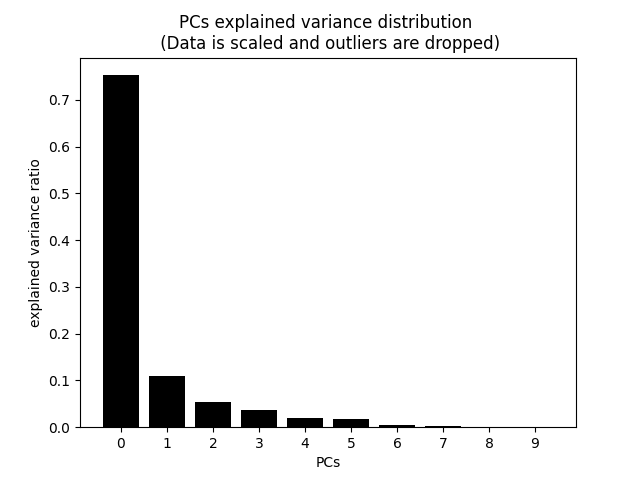 PCs explained variance distribution
(Data is scaled and outliers are dropped)
explained variance ratio
0.7
0.6
0.5
0.4
0.3
0.2
0.1
0.0
0 1 2 3 4 5 6 7 8 9
PCs